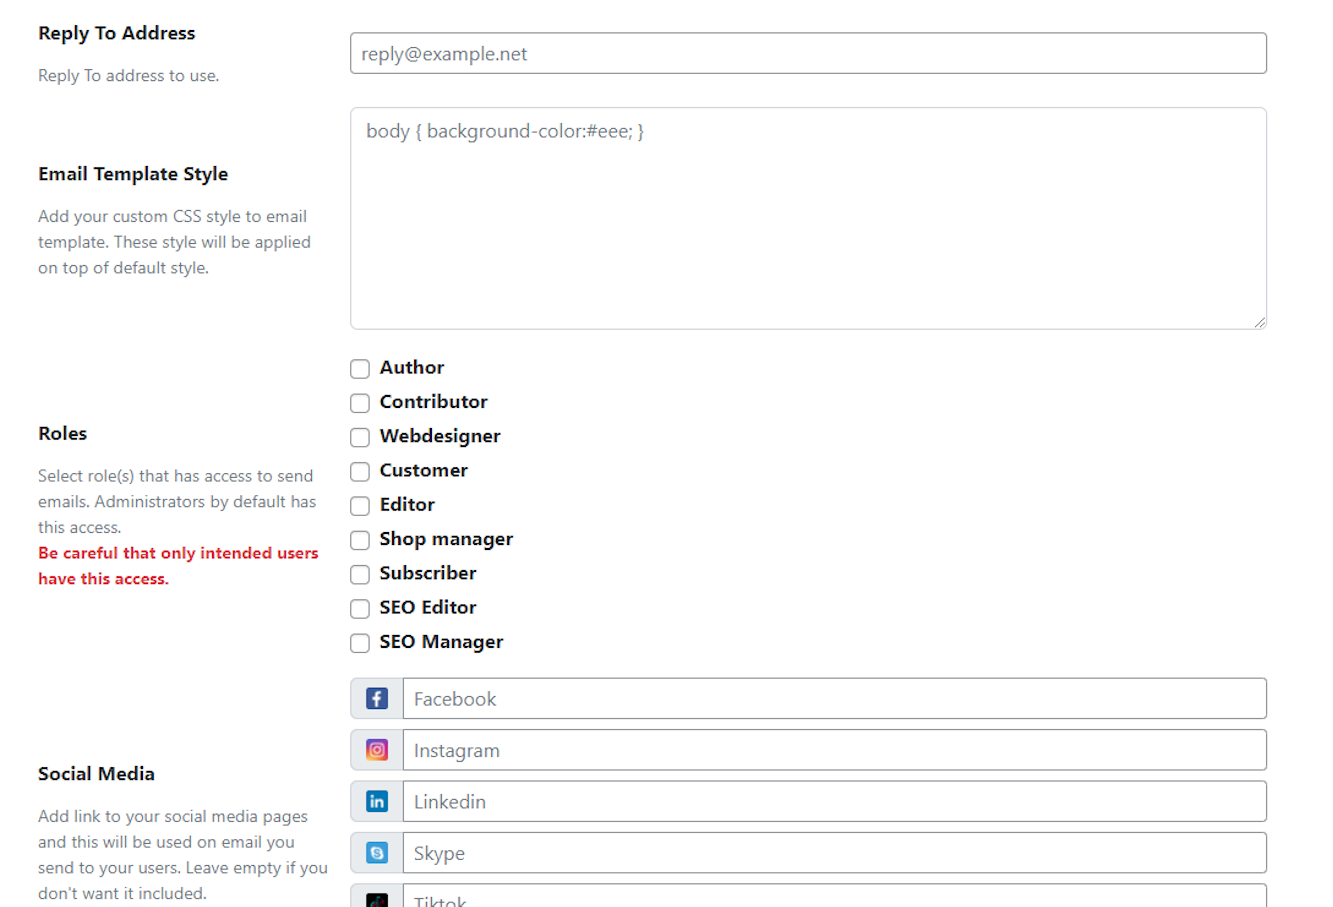 Reply To Address
Reply To address to use.
reply@example.net
Email Template Style
Add your custom CSS style to email
template. These style will be applied
on top of default style.
body { background-color:#eee; }
Roles
Select role(s) that has access to send
emails. Administrators by default has
this access.
Be careful that only intended users
have this access.
Author
Contributor
Webdesigner
Customer
Editor
Shop manager
Subscriber
SEO Editor
SEO Manager
Social Media
Add link to your social media pages
and this will be used on email you
send to your users. Leave empty if you
don't want it included.
Facebook
Instagram
Linkedin
Skype
Tiktok